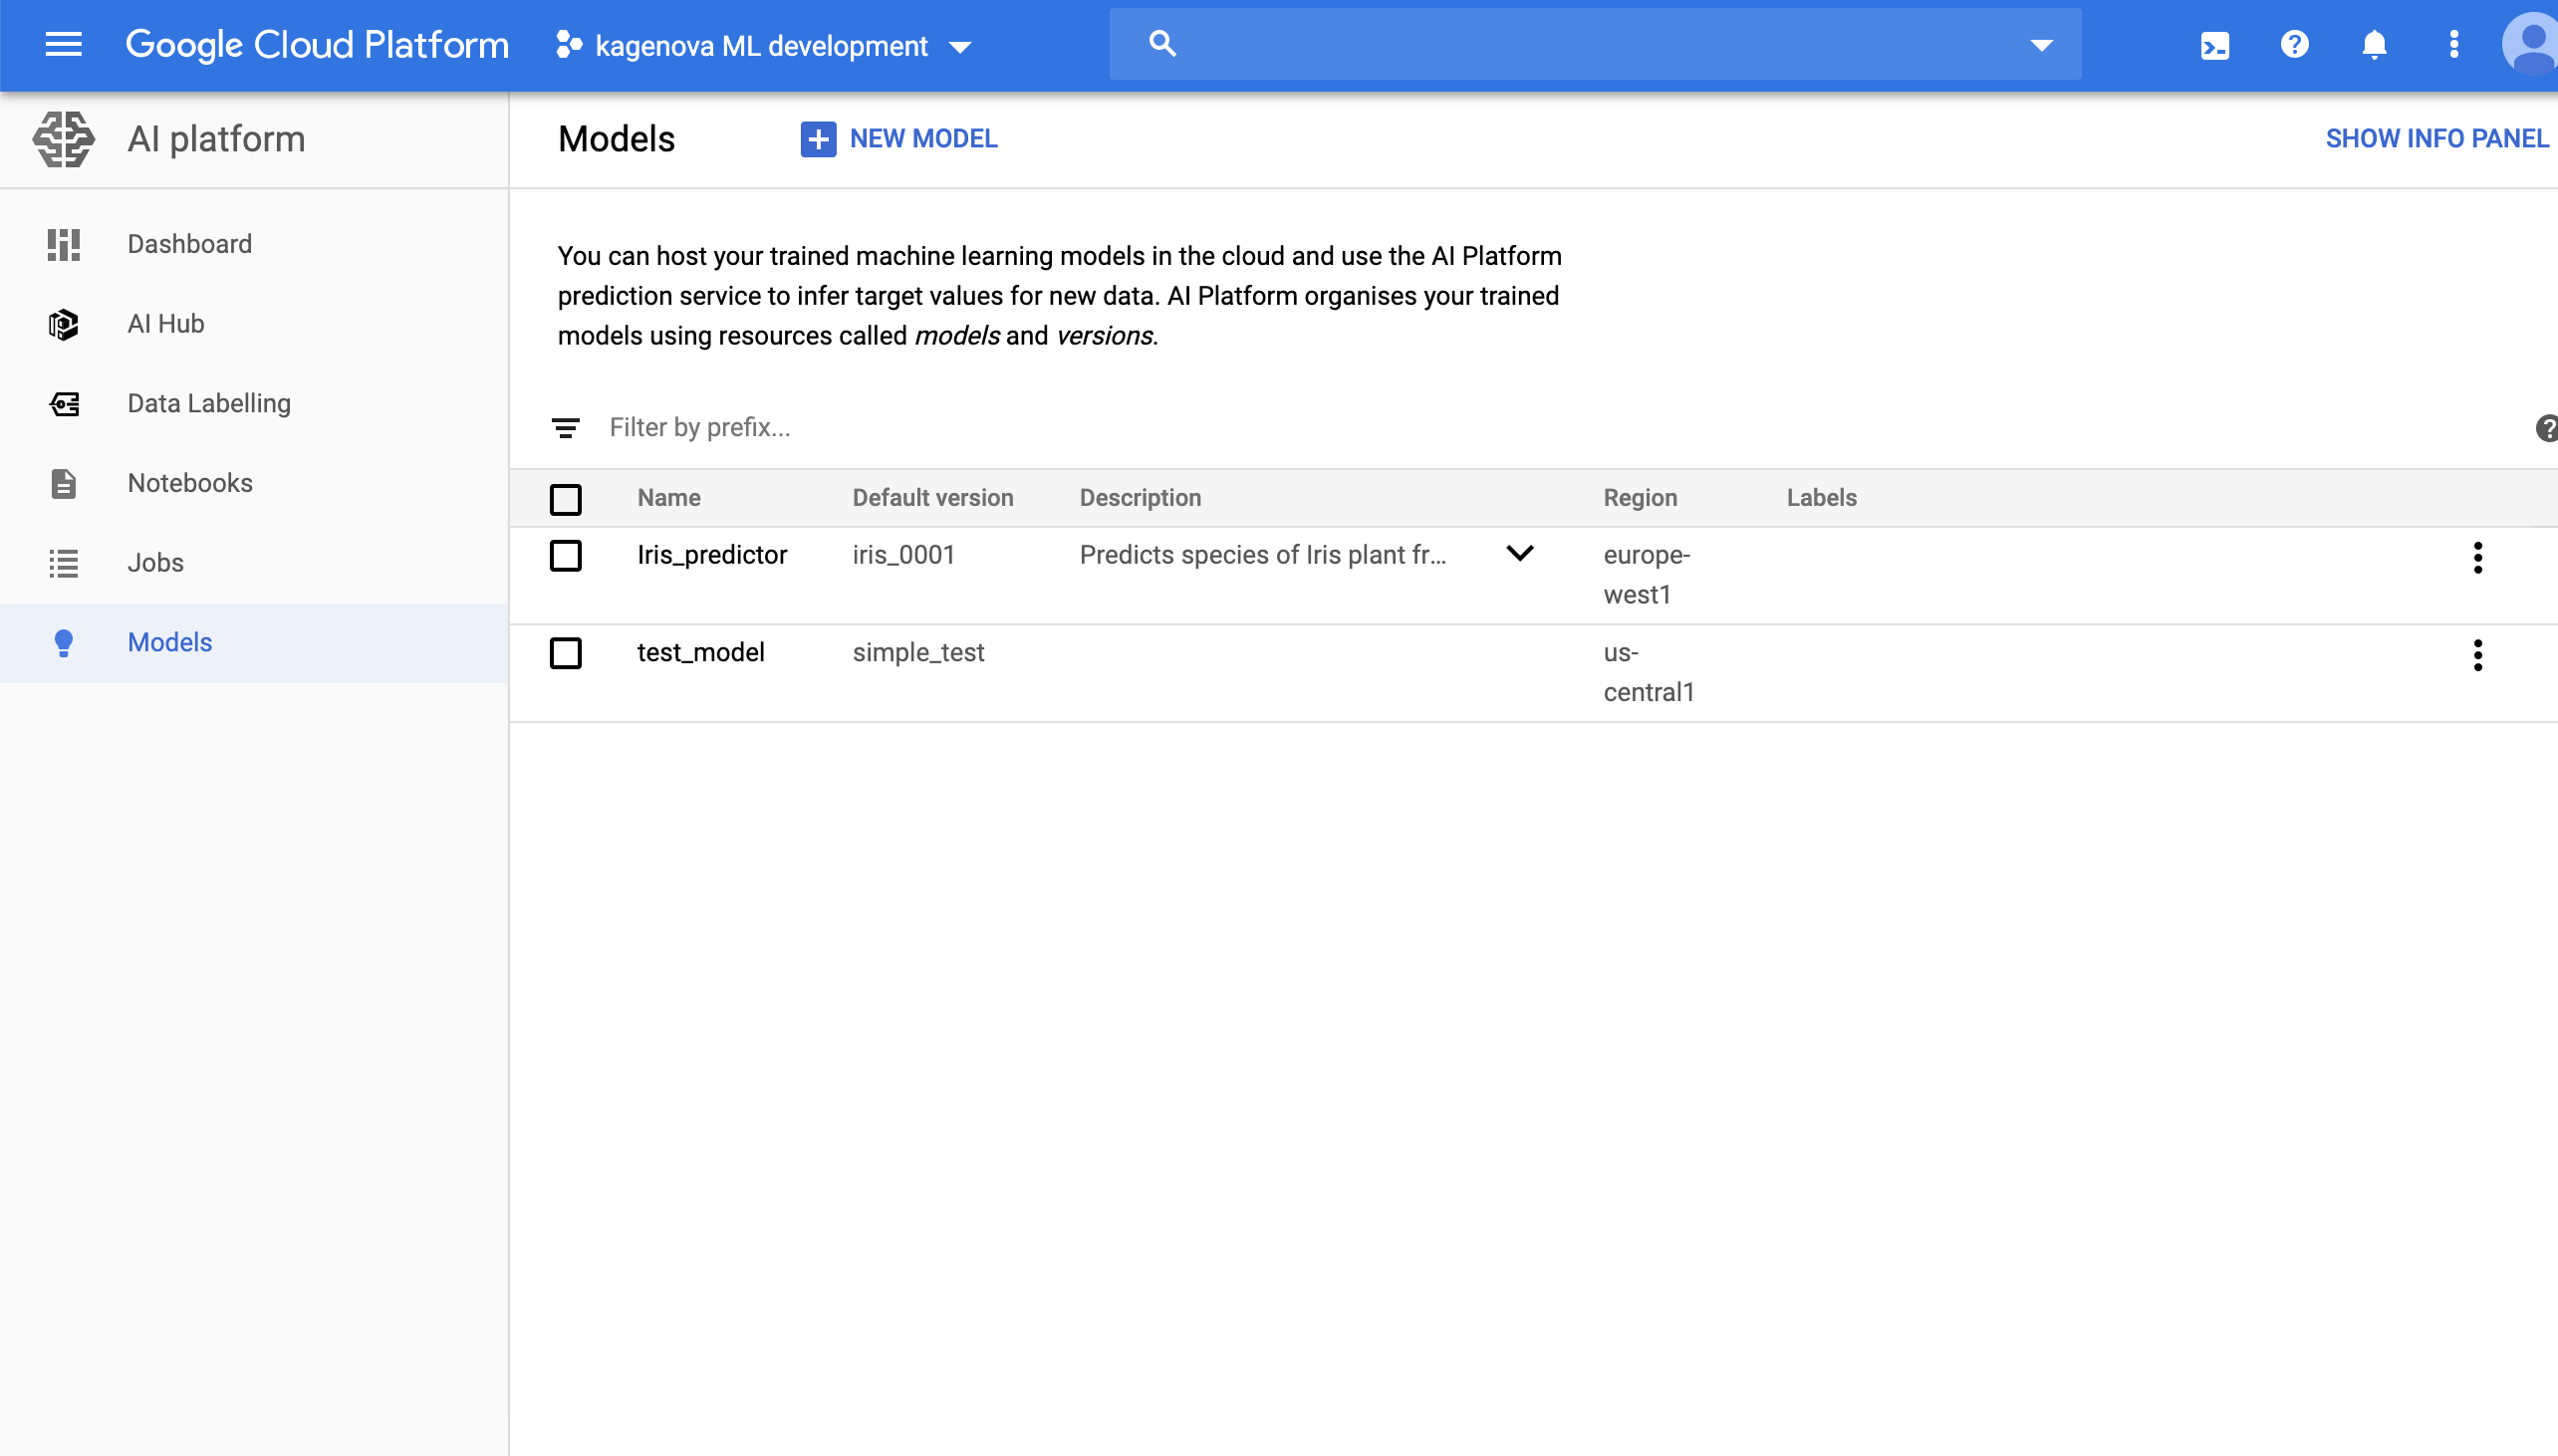 Google Cloud Platform
kagenova ML development
AI platform
Dashboard
AI Hub
Data Labelling
Notebooks
Jobs
Models
Models
NEW MODEL
SHOW INFO PANEL
You can host your trained machine learning models in the cloud and use the AI Platform
prediction service to infer target values for new data. AI Platform organises your trained
models using resources called models and versions.
Filter by prefix...
Name Default version Description Region Labels
Iris_predictor iris_0001 Predicts species of Iris plant fr... europe-
west1
test_model simple_test us-
central1